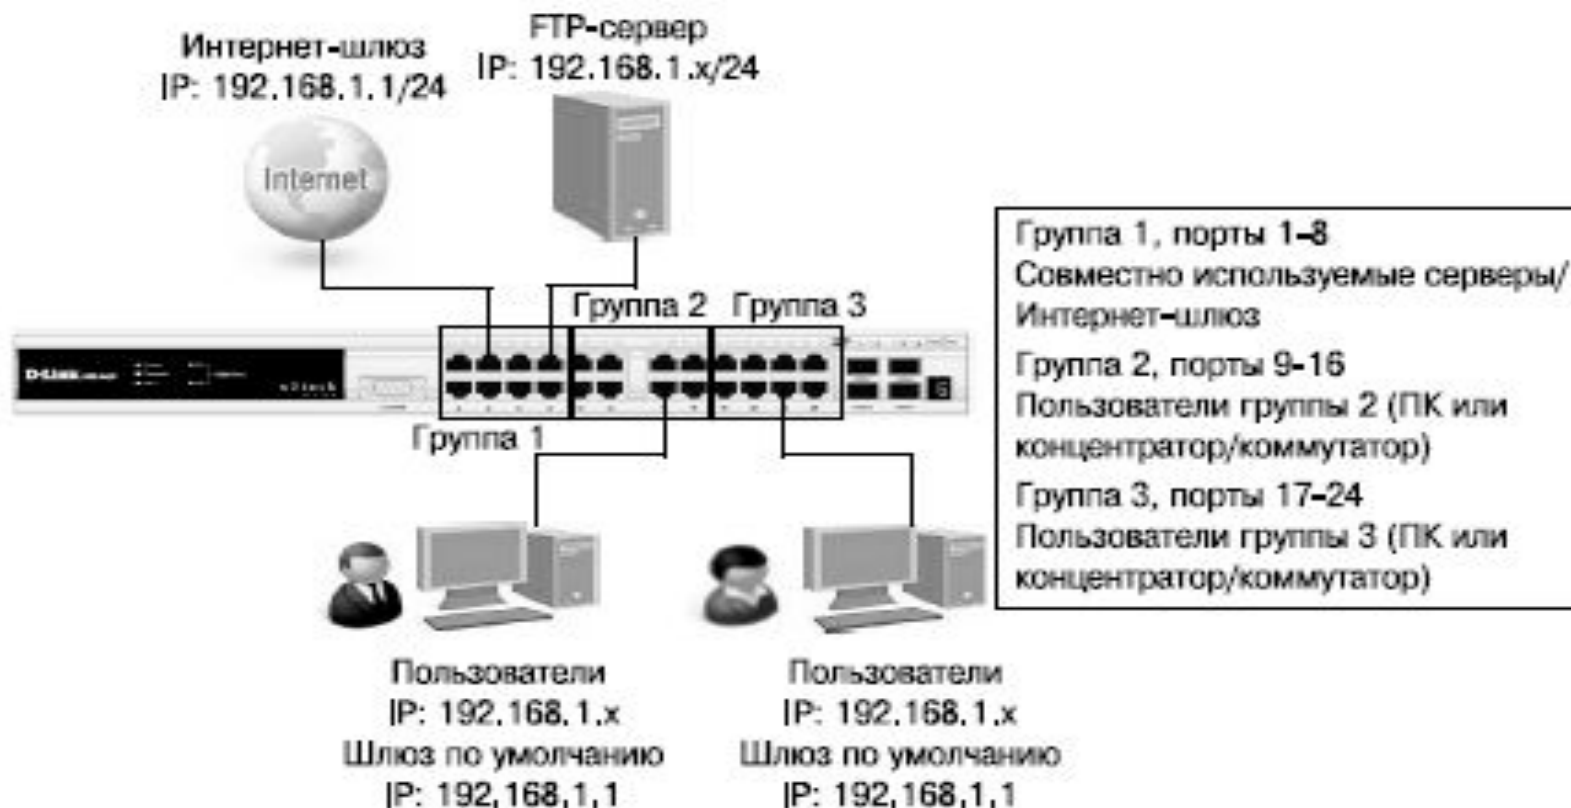 Интернет-шлюз
IP: 192.168.1.1/24
FTP-сервер
IP: 192.168.1.x/24
Internet
Группа 2
Группа 3
D-Link
Группа 1
Группа 1, порты 1-8
Совместно используемые серверы/
Интернет-шлюз
Группа 2, порты 9-16
Пользователи группы 2 (ПК или
концентратор/коммутатор)
Группа 3, порты 17-24
Пользователи группы 3 (ПК или
концентратор/коммутатор)
Пользователи
IP: 192.168.1.x
Шлюз по умолчанию
IP: 192.168.1.1
Пользователи
IP: 192.168.1.x
Шлюз по умолчанию
IP: 192.168.1.1